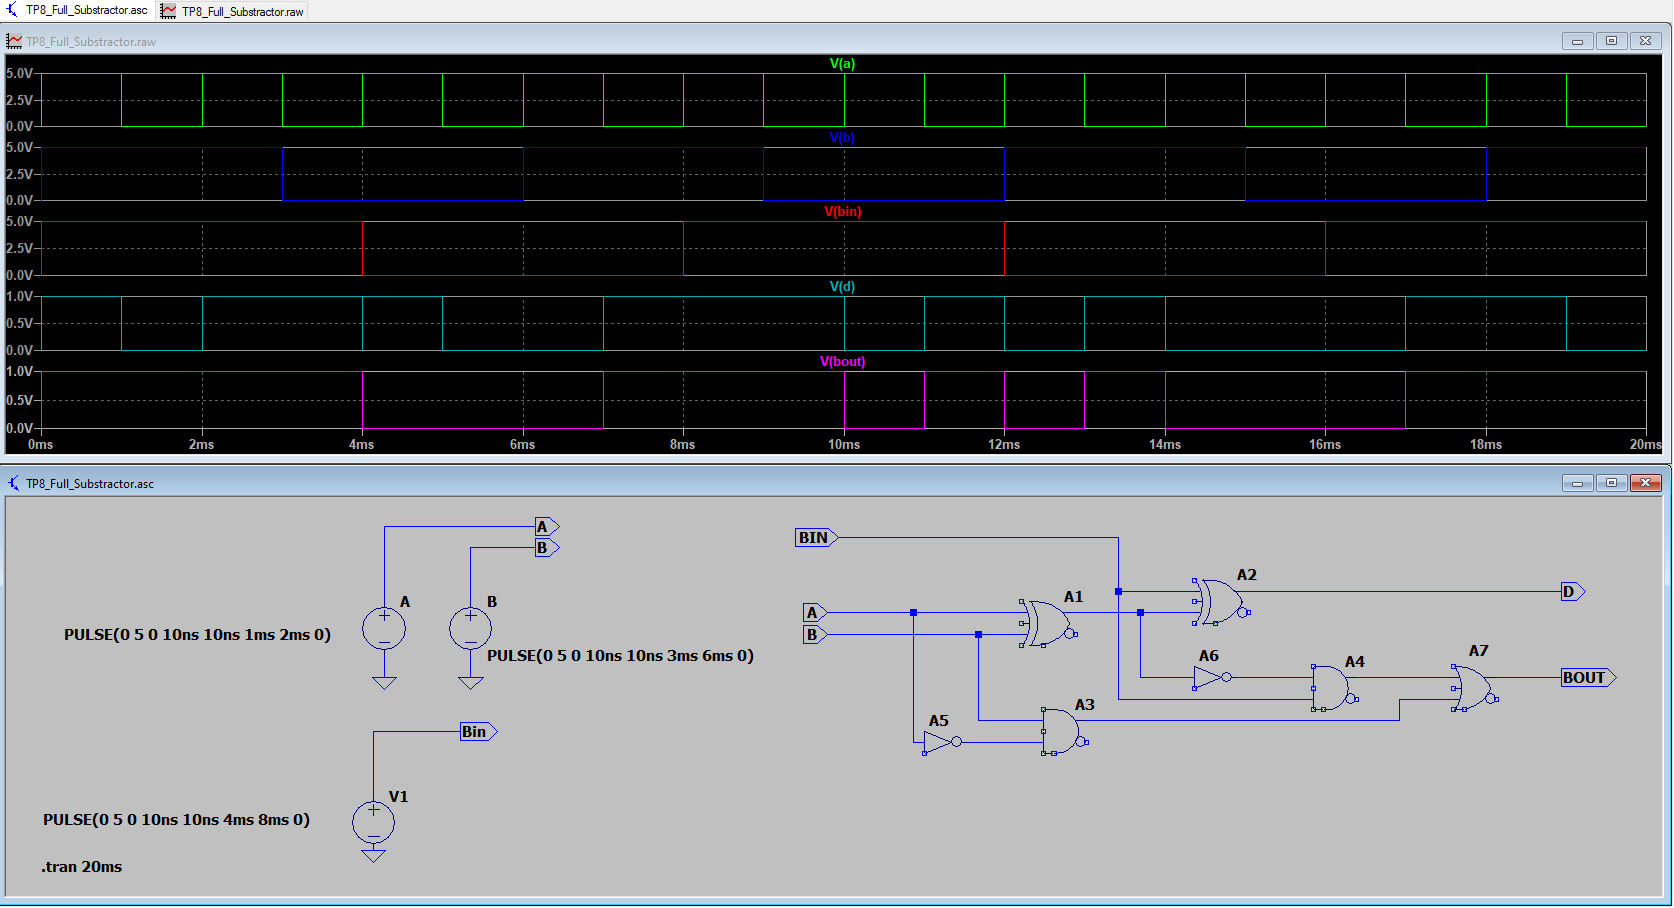 TP8_Full_Substractor.asc TP8_Full_Substractor.raw
TP8_Full_Substractor.raw
V(a)
5.0V
2.5V
0.0V
V(b)
5.0V
2.5V
0.0V
V(bin)
5.0V
2.5V
0.0V
V(d)
1.0V
0.5V
0.0V
V(bout)
1.0V
0.5V
0.0V
0ms 2ms 4ms 6ms 8ms 10ms 12ms 14ms 16ms 18ms 20ms
TP8_Full_Substractor.asc
A
B
A
B
PULSE(0 5 0 10ns 10ns 1ms 2ms 0)
PULSE(0 5 0 10ns 10ns 3ms 6ms 0)
Bin
V1
PULSE(0 5 0 10ns 10ns 4ms 8ms 0)
.tran 20ms
BIN
A
B
A1
A2
D
A6
A4
A7
BOUT
A5
A3